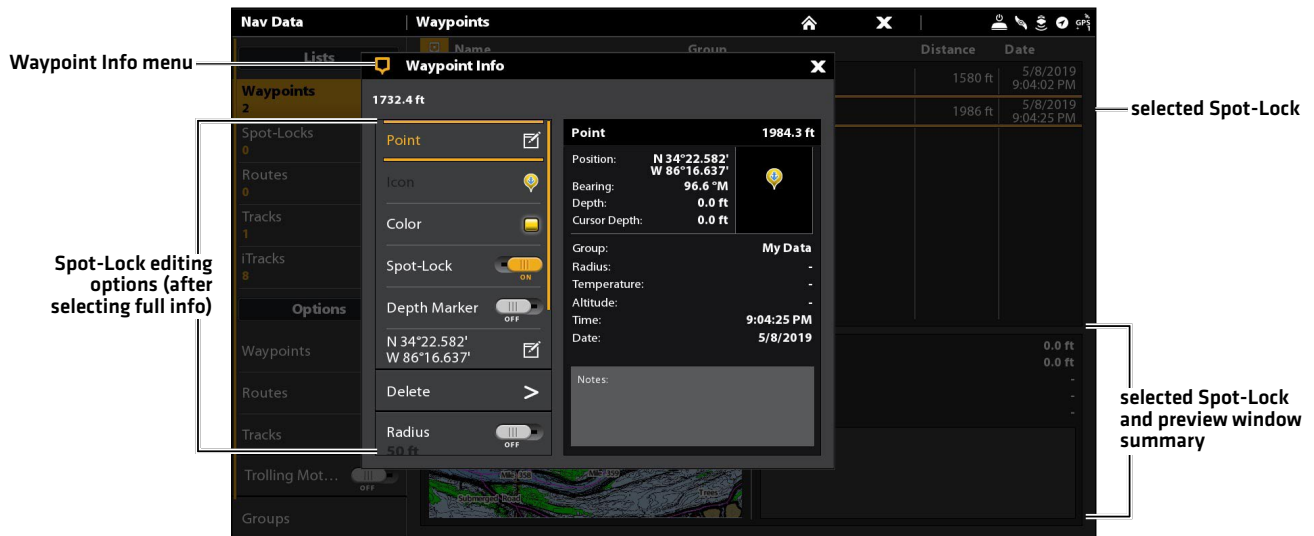 Nav Data
Waypoints
GPS
Waypoint Info menu
Lists
Name
Group
Distance
Date
Waypoint Info
Waypoints
2
1580 ft
5/8/2019
9:04:02 PM
1732.4 ft
1986 ft
5/8/2019
9:04:25 PM
selected Spot-Lock
Spot-Locks
0
Routes
0
Tracks
1
iTracks
8
Options
Waypoints
Routes
Tracks
Trolling Mot...
OFF
Groups
Spot-Lock editing
options (after
selecting full info)
Point
Icon
Color
Spot-Lock
ON
Depth Marker
OFF
N 34°22.582'
W 86°16.637'
Delete
Radius
OFF
50 ft
Point
1984.3 ft
Position:
N 34°22.582'
W 86°16.637'
Bearing:
96.6 °M
Depth:
0.0 ft
Cursor Depth:
0.0 ft
Group:
My Data
Radius:
-
Temperature:
-
Altitude:
-
Time:
9:04:25 PM
Date:
5/8/2019
Notes:
0.0 ft
0.0 ft
-
-
-
selected Spot-Lock
and preview window
summary
Submerged Road
Trees